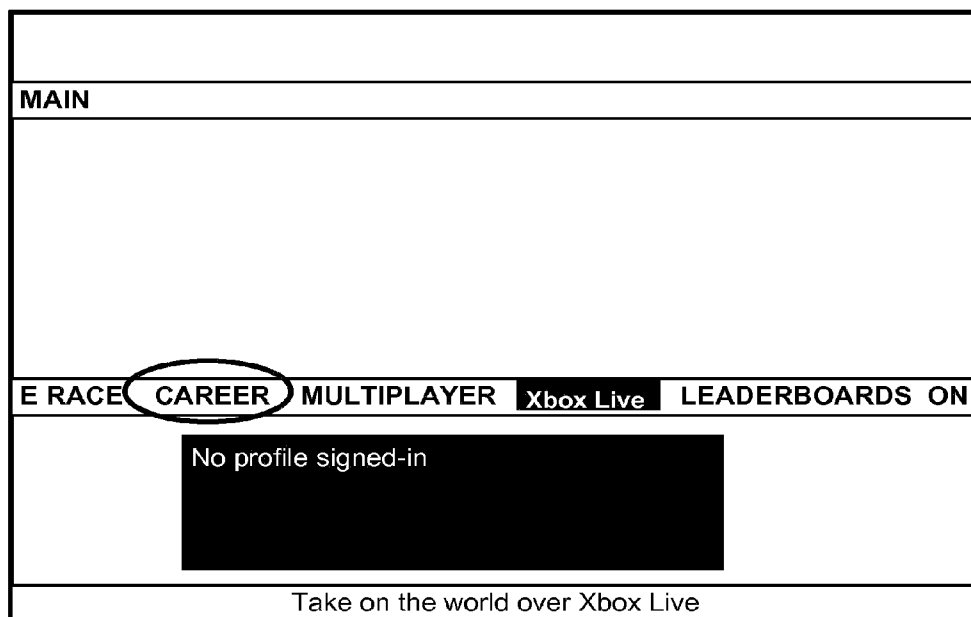 MAIN
E RACE CAREER MULTIPLAYER Xbox Live LEADERBOARDS ON
No profile signed-in
Take on the world over Xbox Live